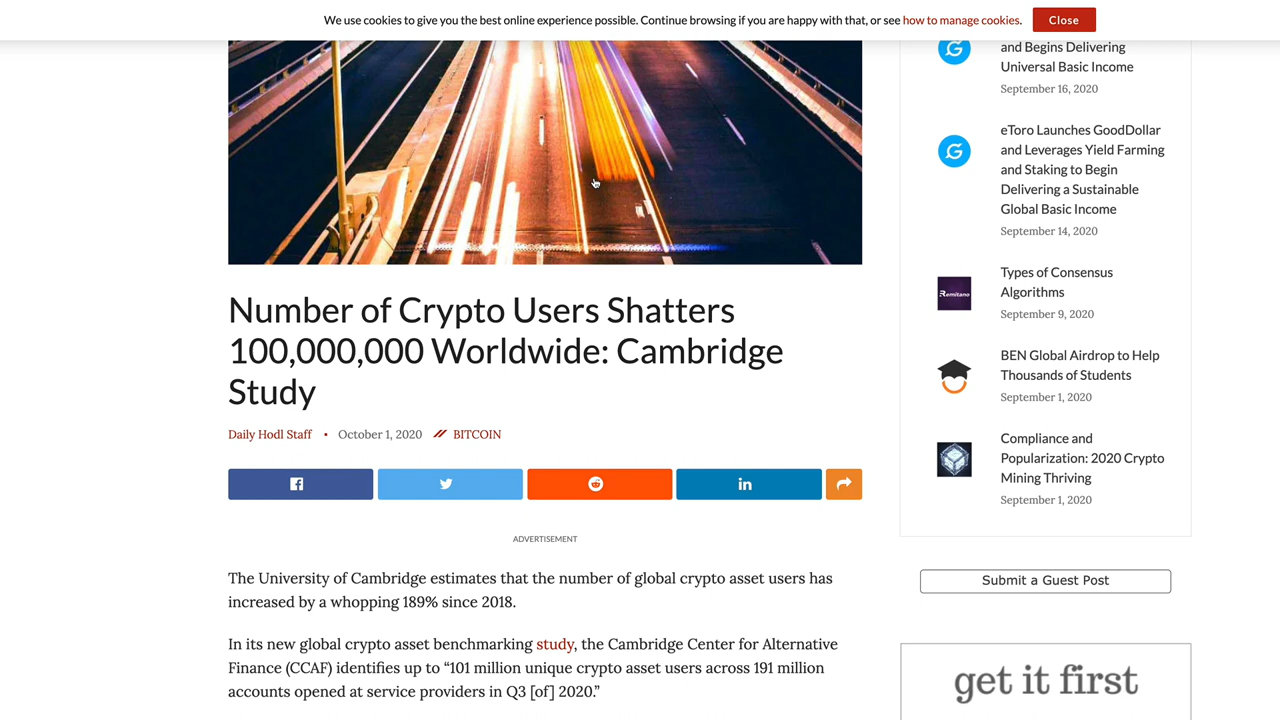 We use cookies to give you the best online experience possible. Continue browsing if you are happy with that, or see how to manage cookies.
Close
Number of Crypto Users Shatters
100,000,000 Worldwide: Cambridge
Study
Daily Hodl Staff • October 1, 2020 BITCOIN
ADVERTISEMENT
The University of Cambridge estimates that the number of global crypto asset users has
increased by a whopping 189% since 2018.
In its new global crypto asset benchmarking study, the Cambridge Center for Alternative
Finance (CCAF) identifies up to “101 million unique crypto asset users across 191 million
accounts opened at service providers in Q3 [of] 2020.”
and Begins Delivering
Universal Basic Income
September 16, 2020
eToro Launches GoodDollar
and Leverages Yield Farming
and Staking to Begin
Delivering a Sustainable
Global Basic Income
September 14, 2020
Remitano
Types of Consensus
Algorithms
September 9, 2020
BEN Global Airdrop to Help
Thousands of Students
September 1, 2020
Compliance and
Popularization: 2020 Crypto
Mining Thriving
September 1, 2020
Submit a Guest Post
get it first